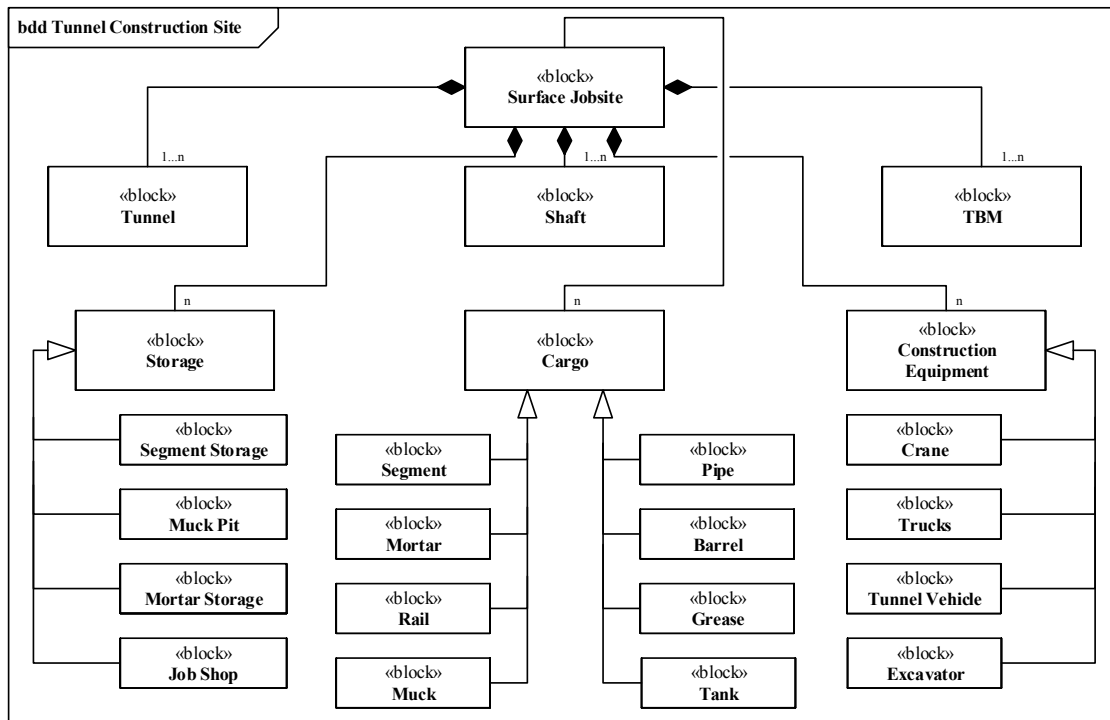 bdd Tunnel Construction Site
«block»
Surface Jobsite
1...n
1...n
1...n
«block»
Tunnel
«block»
Shaft
«block»
TBM
n
n
n
«block»
Storage
«block»
Cargo
«block»
Construction
Equipment
«block»
Segment Storage
«block»
Muck Pit
«block»
Mortar Storage
«block»
Job Shop
«block»
Segment
«block»
Mortar
«block»
Rail
«block»
Muck
«block»
Pipe
«block»
Barrel
«block»
Grease
«block»
Tank
«block»
Crane
«block»
Trucks
«block»
Tunnel Vehicle
«block»
Excavator